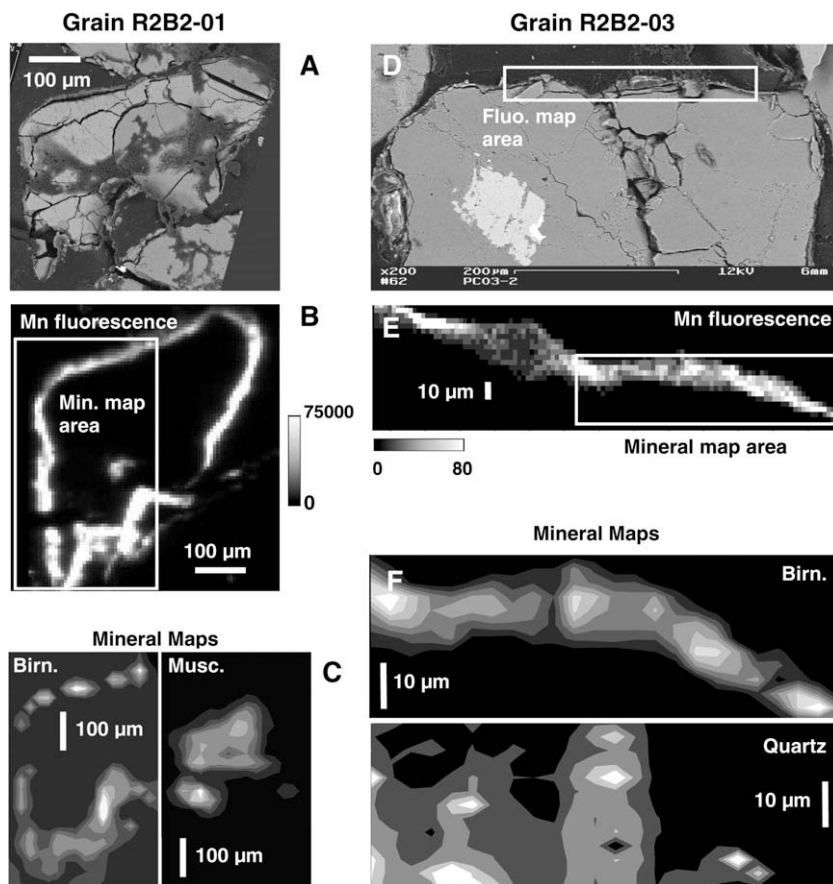 Grain R2B2-01
100 µm
A
Mn fluorescence
B
Min. map
area
75000
0
100 µm
Mineral Maps
Birn.
Musc.
C
100 µm
100 µm
Grain R2B2-03
D
Fluo. map
area
x200 200µm 12kV 6mm
#62 PC03-2
E
Mn fluorescence
10 µm
0 80
Mineral map area
Mineral Maps
F
Birn.
10 µm
Quartz
10 µm